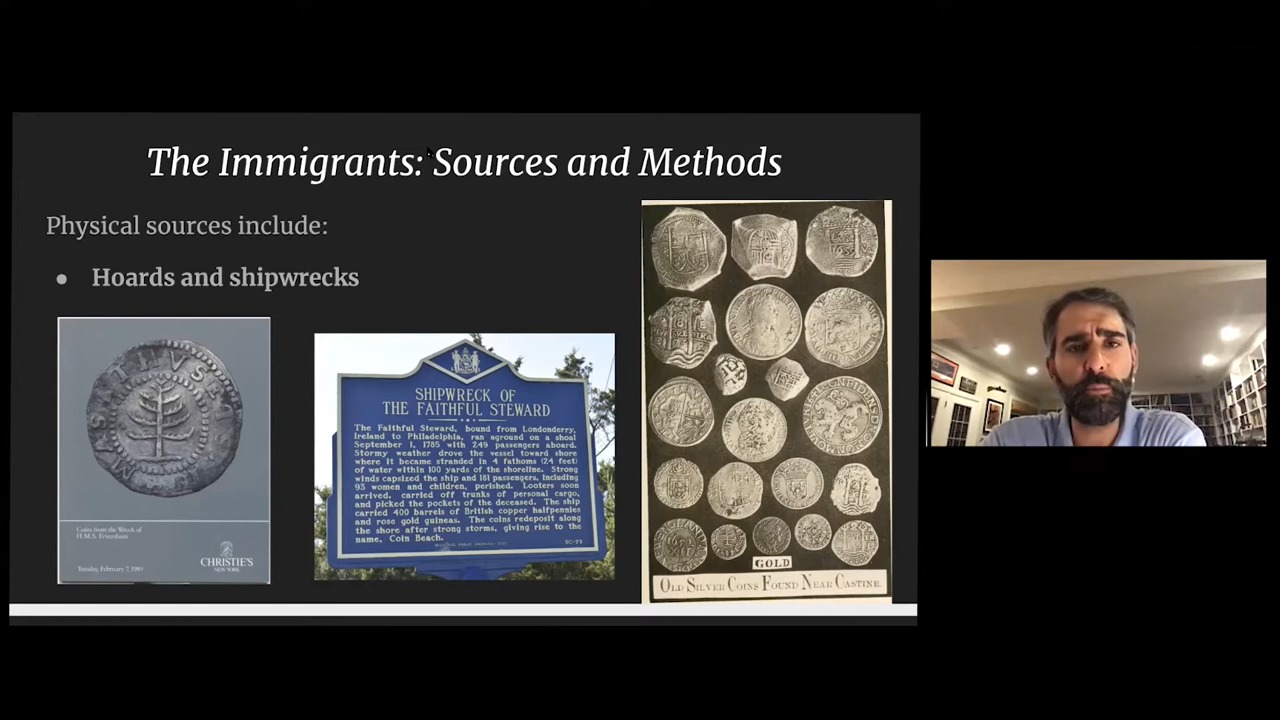 The Immigrants: Sources and Methods
Physical sources include:
● Hoards and shipwrecks
MASATHVSETS
Coins from the Wreck of
H.M.S. Feversham
Tuesday, February 7, 1989
CHRISTIE'S
NEW YORK
SHIPWRECK OF
THE FAITHFUL STEWARD
The Faithful Steward, bound from Londonderry,
Ireland to Philadelphia, ran aground on a shoal
September 1, 1785 with 249 passengers aboard.
Stormy weather drove the vessel toward shore
where it became stranded in 4 fathoms (24 feet)
of water within 100 yards of the shoreline. Strong
winds capsized the ship and 181 passengers, including
93 women and children, perished. Looters soon
arrived, carried off trunks of personal cargo,
and picked the pockets of the deceased. The ship
carried 400 barrels of British copper halfpennies
and rose gold guineas. The coins redeposit along
the shore after strong storms, giving rise to the
name, Coin Beach.
SC-73
GOLD
OLD SILVER COINS FOUND NEAR CASTINE.